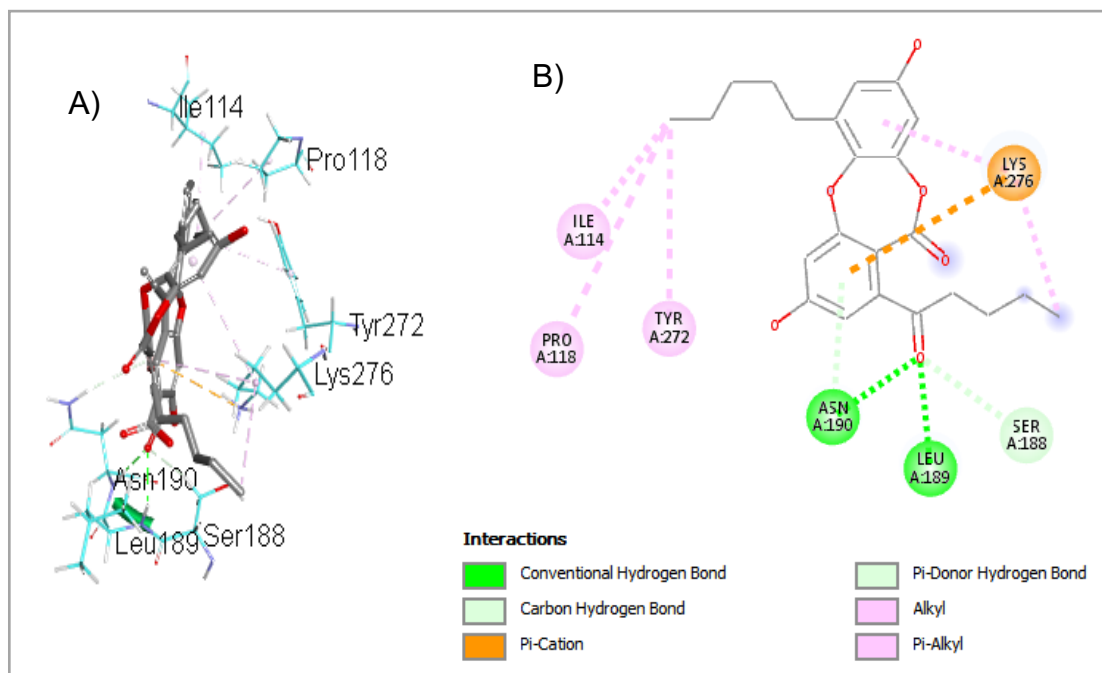 A)
Ile114
Pro118
Tyr272
Lys276
Asn190
Leu189
Ser188
B)
O
O
O
O
O
O
LYS
A:276
ILE
A:114
PRO
A:118
TYR
A:272
ASN
A:190
LEU
A:189
SER
A:188
Interactions
Conventional Hydrogen Bond
Carbon Hydrogen Bond
Pi-Cation
Pi-Donor Hydrogen Bond
Alkyl
Pi-Alkyl